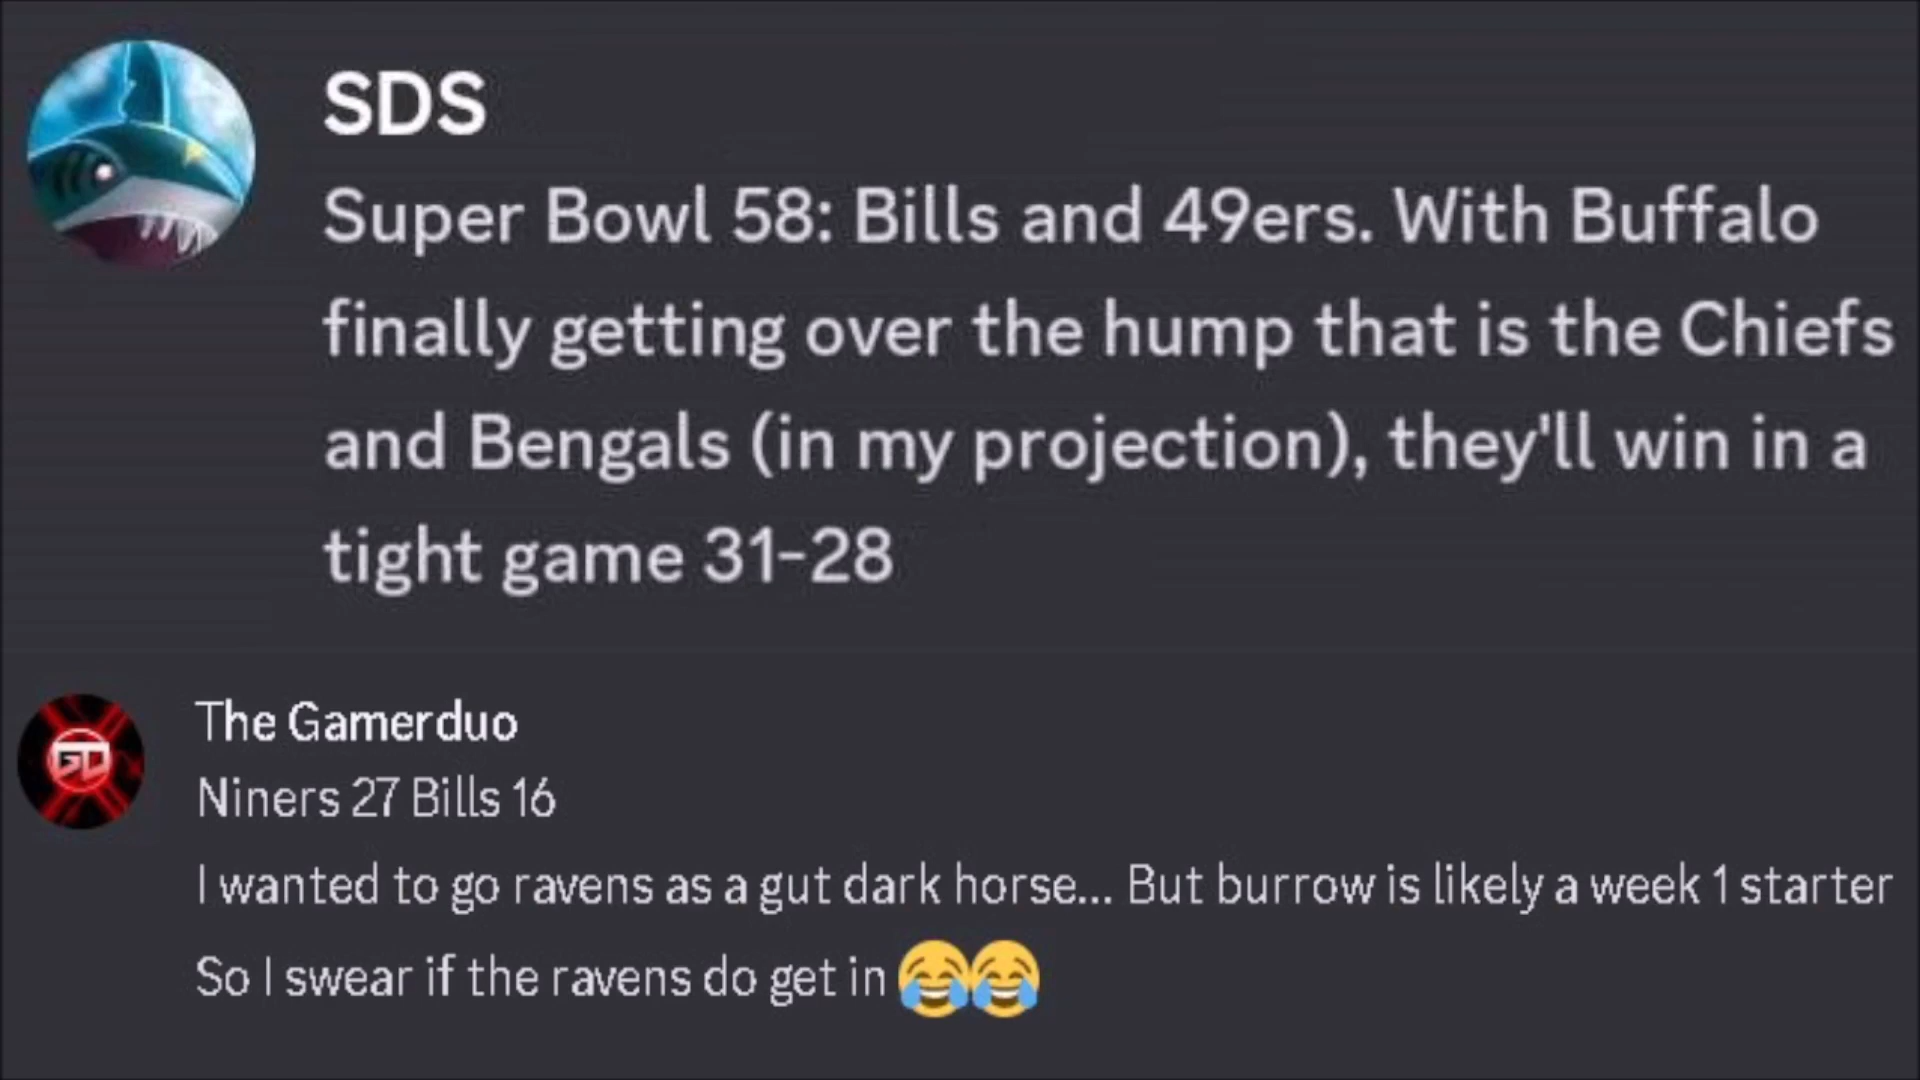 SDS
Super Bowl 58: Bills and 49ers. With Buffalo
finally getting over the hump that is the Chiefs
and Bengals (in my projection), they'll win in a
tight game 31-28
GD
The Gamerduo
Niners 27 Bills 16
I wanted to go ravens as a gut dark horse... But burrow is likely a week 1 starter
So I swear if the ravens do get in 😂😂